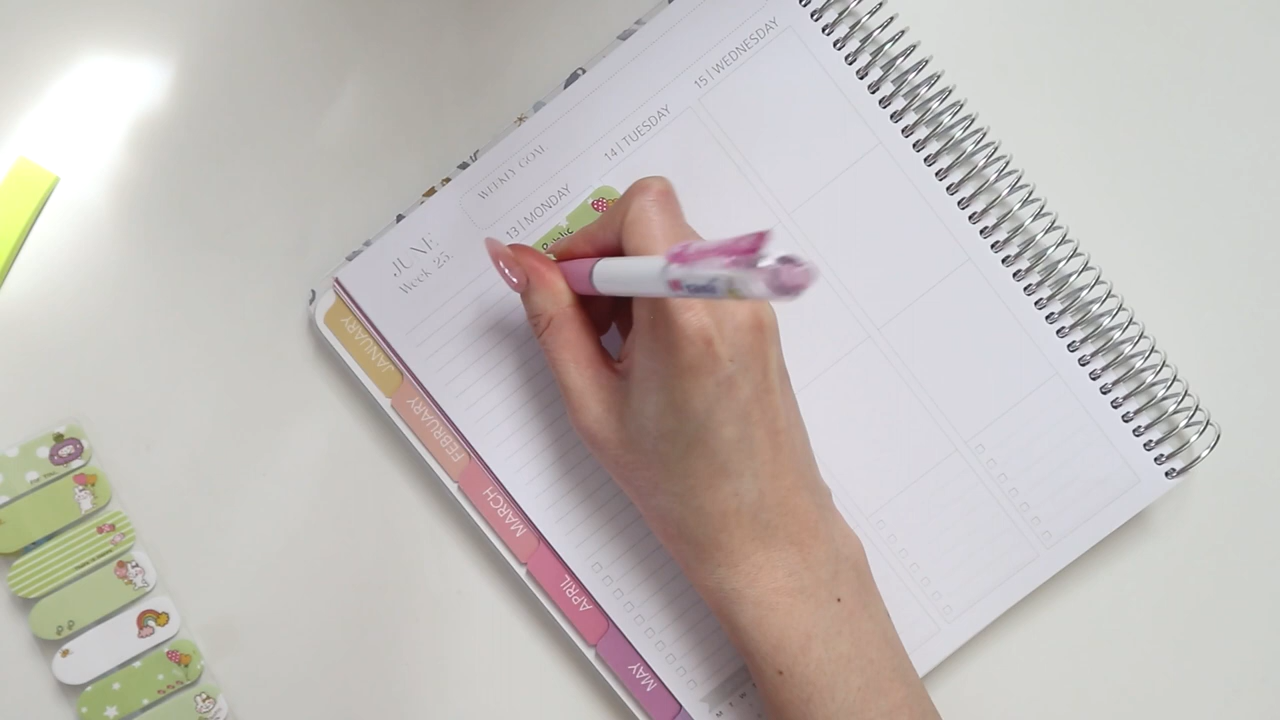 WEEKLY GOAL
JUNE
Week 25.
13 | MONDAY
14 | TUESDAY
15 | WEDNESDAY
JANUARY
FEBRUARY
MARCH
APRIL
MAY
M T W